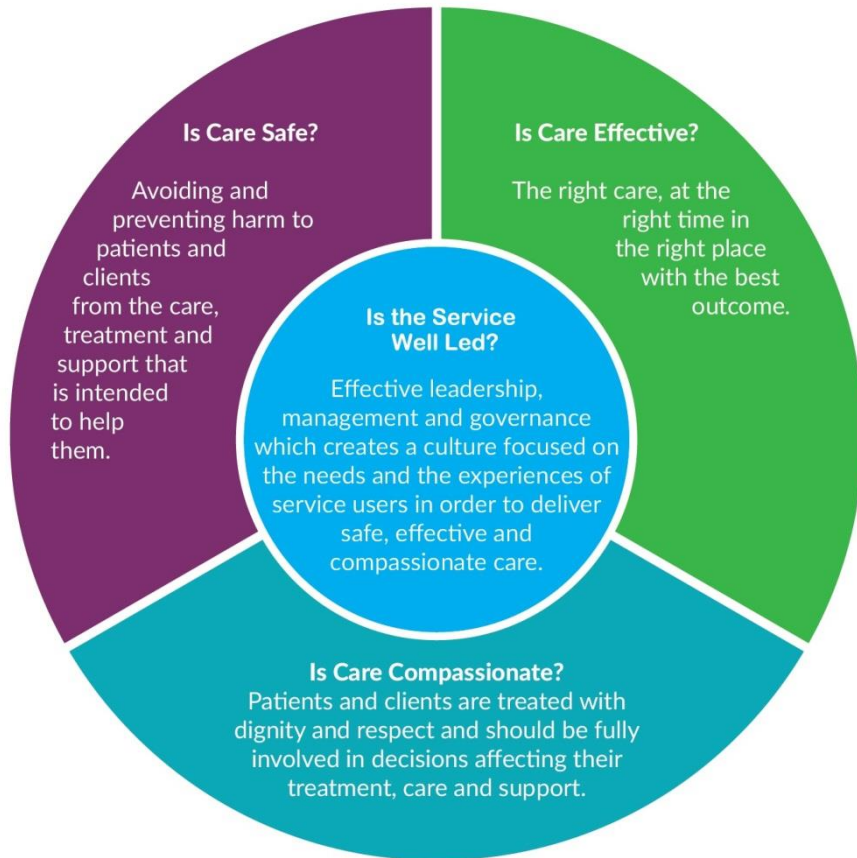 Is Care Safe?
Avoiding and
preventing harm to
patients and
clients
from the care,
treatment and
support that
is intended
to help
them.
Is Care Effective?
The right care, at the
right time in
the right place
with the best
outcome.
Is the Service
Well Led?
Effective leadership,
management and governance
which creates a culture focused on
the needs and the experiences of
service users in order to deliver
safe, effective and
compassionate care.
Is Care Compassionate?
Patients and clients are treated with
dignity and respect and should be fully
involved in decisions affecting their
treatment, care and support.